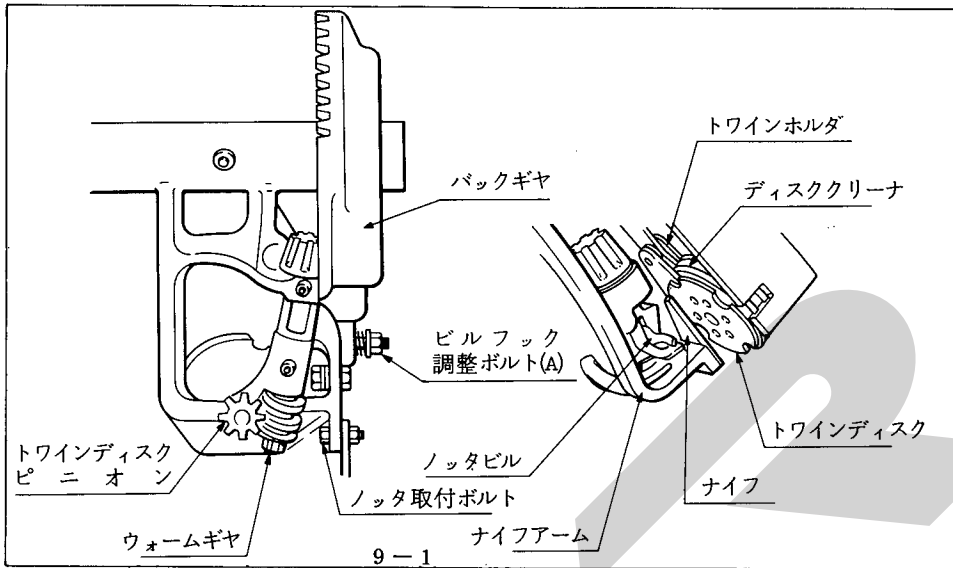 トワインホルダ
バックギヤ
ディスククリーナ
ビルフック
調整ボルト(A)
トワインディスク
トワインディスク
ピニオン
ノッタビル
ナイフ
ノッタ取付ボルト
ウォームギヤ
ナイフアーム
9－1